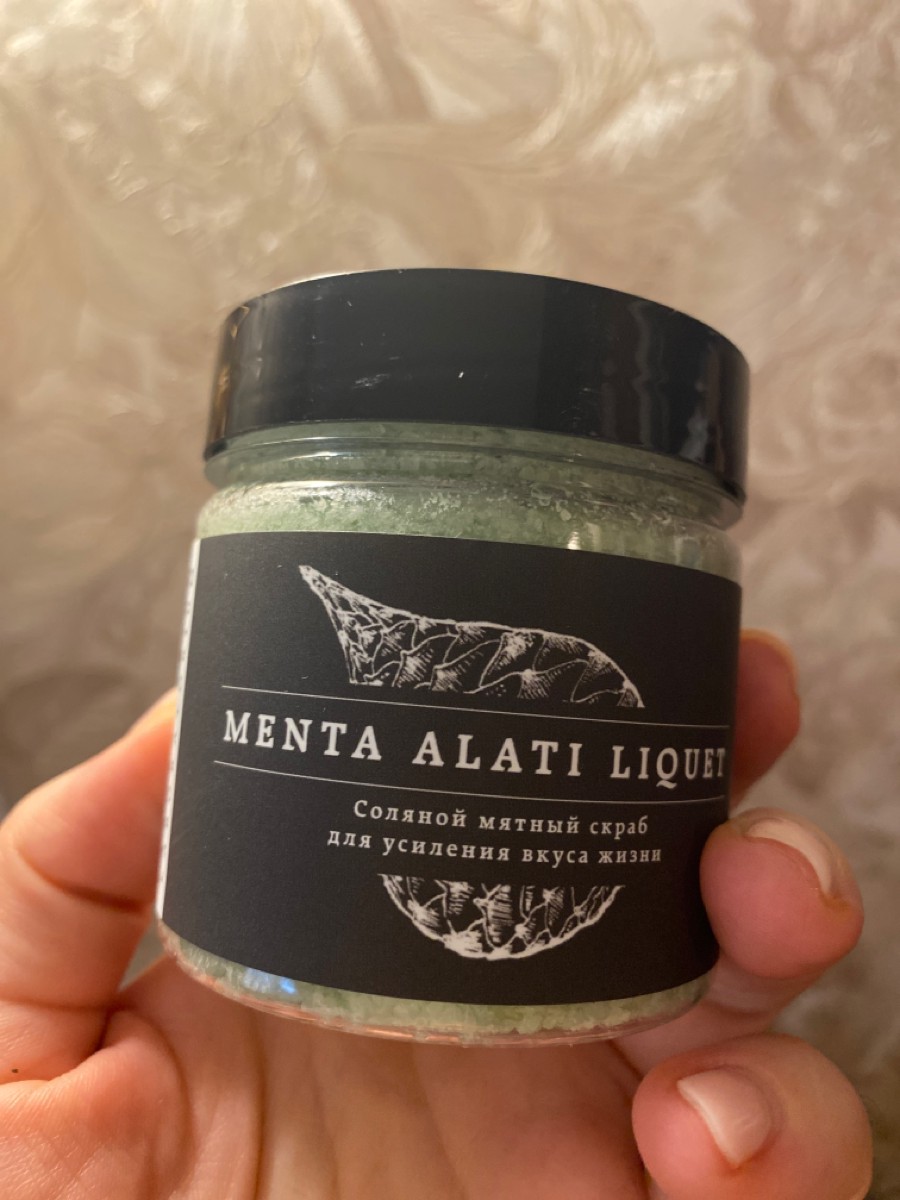 MENTA ALATI LIQUET
Соляной мятный скраб
для усиления вкуса жизни